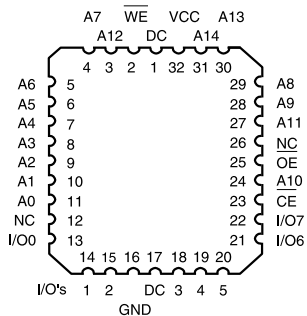 A7 W̅E̅ VCC A13
A12 DC A14
4 3 2 1 32 31 30
A6 5 29 A8
A5 6 28 A9
A4 7 27 A11
A3 8 26 NC
A2 9 25 O̅E̅
A1 10 24 A10
A0 11 23 C̅E̅
NC 12 22 I/O7
I/O0 13 21 I/O6
14 15 16 17 18 19 20
I/O's 1 2 DC 3 4 5
GND